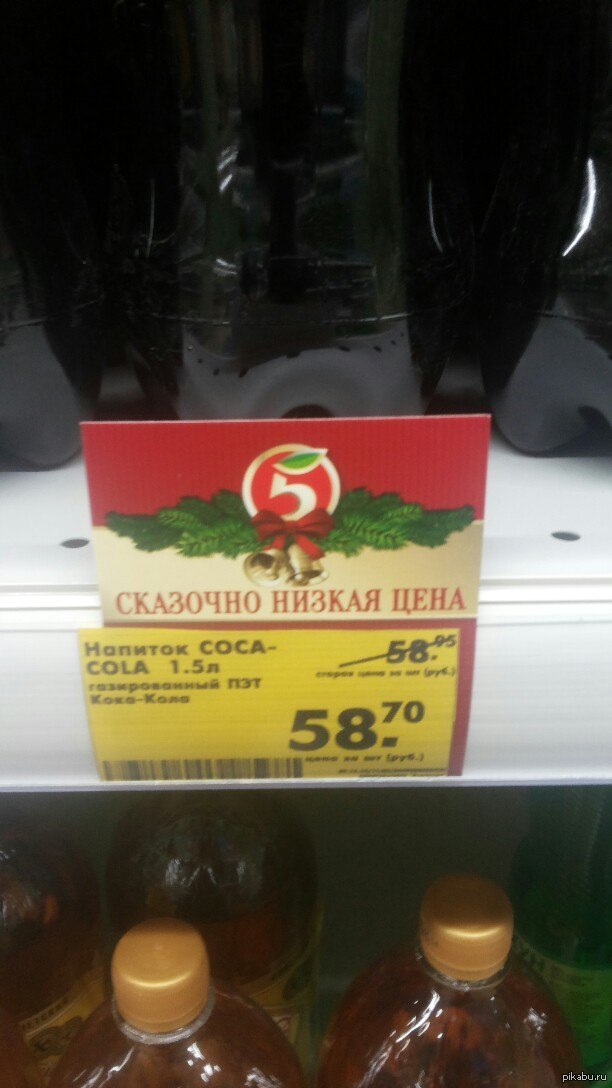 5
СКАЗОЧНО НИЗКАЯ ЦЕНА
Напиток COCA-
COLA 1.5л
газированный ПЭТ
Кока-Кола
58.95
старая цена за шт (руб.)
58.70
цена за шт (руб.)
pikabu.ru